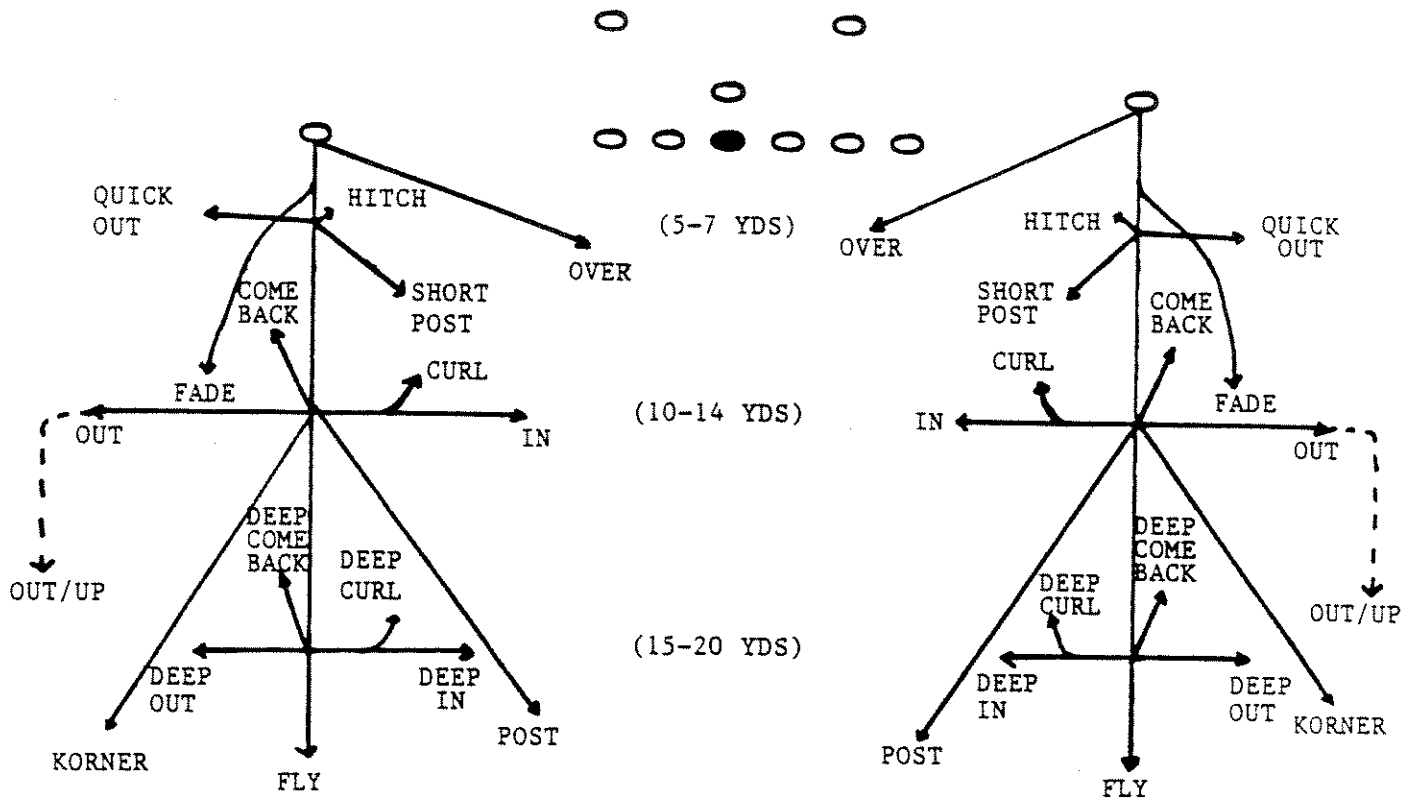 QUICK
OUT
HITCH
OVER
SHORT
POST
COME
BACK
FADE
CURL
OUT
IN
OUT/UP
DEEP
COME
BACK
DEEP
CURL
DEEP
OUT
DEEP
IN
KORNER
FLY
POST
(5-7 YDS)
(10-14 YDS)
(15-20 YDS)
OVER
HITCH
QUICK
OUT
SHORT
POST
COME
BACK
CURL
FADE
IN
OUT
OUT/UP
DEEP
COME
BACK
DEEP
CURL
DEEP
IN
DEEP
OUT
POST
FLY
KORNER